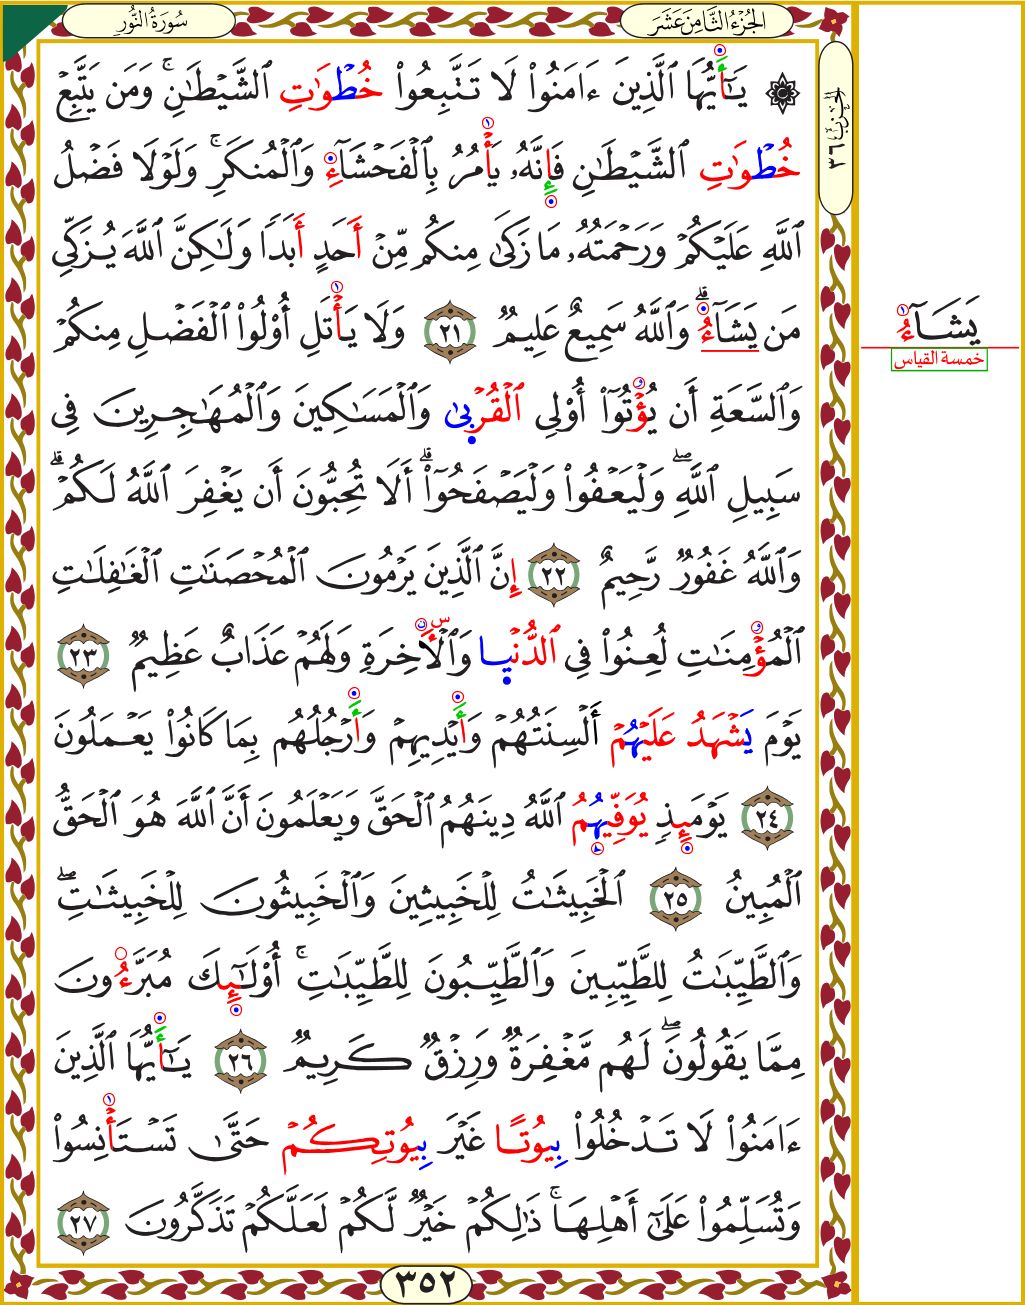 سُورَةُ النُّورِ
الجُزْءُ الثَّامِنَ عَشَرَ
الحِزْب ٣٦
۞ يَـٰٓأَيُّهَا ٱلَّذِينَ ءَامَنُوا۟ لَا تَتَّبِعُوا۟ خُطْوَٰتِ ٱلشَّيْطَـٰنِ ۚ وَمَن يَتَّبِعْ
خُطْوَٰتِ ٱلشَّيْطَـٰنِ فَإِنَّهُۥ يَأْمُرُ بِٱلْفَحْشَآءِ وَٱلْمُنكَرِ ۚ وَلَوْلَا فَضْلُ
ٱللَّهِ عَلَيْكُمْ وَرَحْمَتُهُۥ مَا زَكَىٰ مِنكُم مِّنْ أَحَدٍ أَبَدًا وَلَـٰكِنَّ ٱللَّهَ يُزَكِّى
مَن يَشَآءُ ۗ وَٱللَّهُ سَمِيعٌ عَلِيمٌ ٢١ وَلَا يَأْتَلِ أُو۟لُوا۟ ٱلْفَضْلِ مِنكُمْ
وَٱلسَّعَةِ أَن يُؤْتُوٓا۟ أُو۟لِى ٱلْقُرْبَىٰ وَٱلْمَسَـٰكِينَ وَٱلْمُهَـٰجِرِينَ فِى
سَبِيلِ ٱللَّهِ ۖ وَلْيَعْفُوا۟ وَلْيَصْفَحُوٓا۟ ۗ أَلَا تُحِبُّونَ أَن يَغْفِرَ ٱللَّهُ لَكُمْ ۗ
وَٱللَّهُ غَفُورٌ رَّحِيمٌ ٢٢ إِنَّ ٱلَّذِينَ يَرْمُونَ ٱلْمُحْصَنَـٰتِ ٱلْغَـٰفِلَـٰتِ
ٱلْمُؤْمِنَـٰتِ لُعِنُوا۟ فِى ٱلدُّنْيَا وَٱلْأَخِرَةِ وَلَهُمْ عَذَابٌ عَظِيمٌ ٢٣
يَوْمَ يَشْهَدُ عَلَيْهُمْ أَلْسِنَتُهُمْ وَأَيْدِيهِمْ وَأَرْجُلُهُم بِمَا كَانُوا۟ يَعْمَلُونَ
٢٤ يَوْمَئِذٍ يُوَفِّيهُمُ ٱللَّهُ دِينَهُمُ ٱلْحَقَّ وَيَعْلَمُونَ أَنَّ ٱللَّهَ هُوَ ٱلْحَقُّ
ٱلْمُبِينُ ٢٥ ٱلْخَبِيثَـٰتُ لِلْخَبِيثِينَ وَٱلْخَبِيثُونَ لِلْخَبِيثَـٰتِ ۖ
وَٱلطَّيِّبَـٰتُ لِلطَّيِّبِينَ وَٱلطَّيِّبُونَ لِلطَّيِّبَـٰتِ ۚ أُو۟لَـٰٓئِكَ مُبَرَّءُونَ
مِمَّا يَقُولُونَ ۖ لَهُم مَّغْفِرَةٌ وَرِزْقٌ كَرِيمٌ ٢٦ يَـٰٓأَيُّهَا ٱلَّذِينَ
ءَامَنُوا۟ لَا تَدْخُلُوا۟ بِيُوتًا غَيْرَ بِيُوتِكُمْ حَتَّىٰ تَسْتَأْنِسُوا۟
وَتُسَلِّمُوا۟ عَلَىٰٓ أَهْلِهَا ۚ ذَٰلِكُمْ خَيْرٌ لَّكُمْ لَعَلَّكُمْ تَذَّكَّرُونَ ٢٧
يَشَآءُ
خمسة القياس
٣٥٢